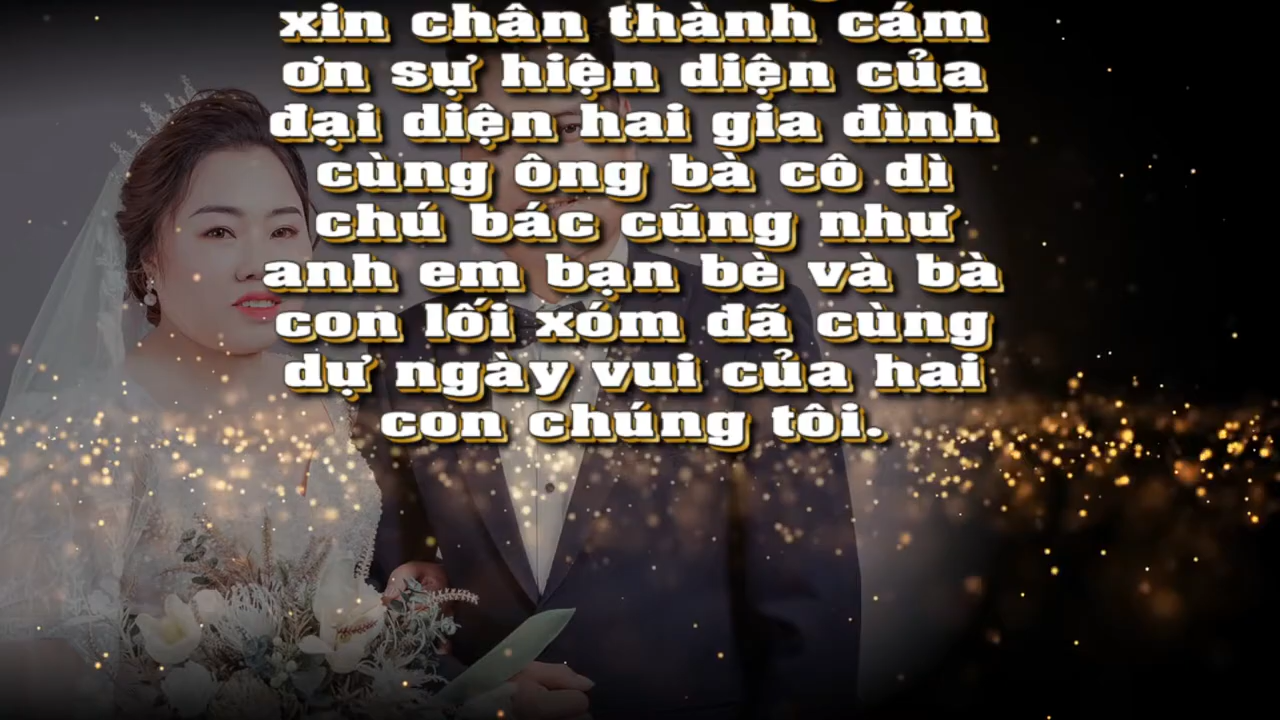 xin chân thành cám
ơn sự hiện diện của
đại diện hai gia đình
cùng ông bà cô dì
chú bác cũng như
anh em bạn bè và bà
con lối xóm đã cùng
dự ngày vui của hai
con chúng tôi.